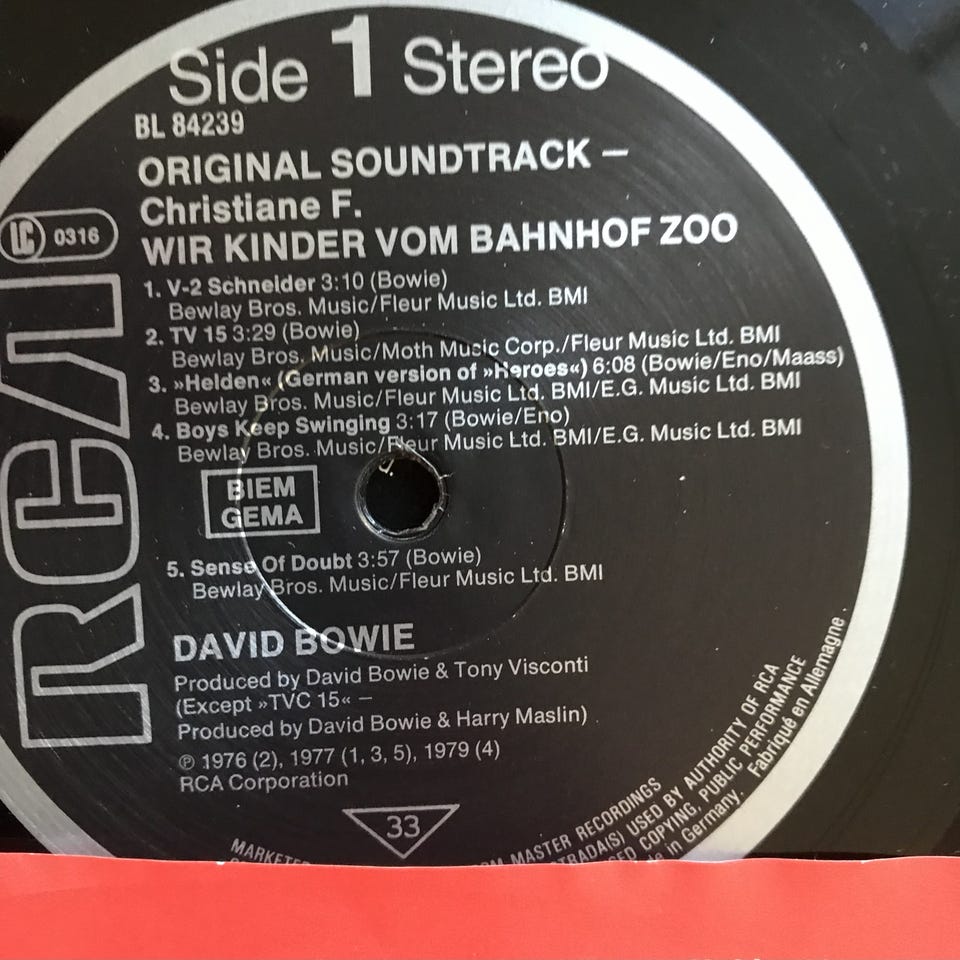 Side 1 Stereo
BL 84239
ORIGINAL SOUNDTRACK –
Christiane F.
WIR KINDER VOM BAHNHOF ZOO
LC 0316
RCA
1. V-2 Schneider 3:10 (Bowie)
Bewlay Bros. Music/Fleur Music Ltd. BMI
2. TV 15 3:29 (Bowie)
Bewlay Bros. Music/Moth Music Corp./Fleur Music Ltd. BMI
3. »Helden« (German version of »Heroes«) 6:08 (Bowie/Eno/Maass)
Bewlay Bros. Music/Fleur Music Ltd. BMI/E.G. Music Ltd. BMI
4. Boys Keep Swinging 3:17 (Bowie/Eno)
Bewlay Bros. Music/Fleur Music Ltd. BMI/E.G. Music Ltd. BMI
BIEM
GEMA
5. Sense Of Doubt 3:57 (Bowie)
Bewlay Bros. Music/Fleur Music Ltd. BMI
DAVID BOWIE
Produced by David Bowie & Tony Visconti
(Except »TVC 15« –
Produced by David Bowie & Harry Maslin)
℗ 1976 (2), 1977 (1, 3, 5), 1979 (4)
RCA Corporation
33
MASTER RECORDINGS
USED BY AUTHORITY OF RCA
COPYING, PUBLIC PERFORMANCE
in Germany. Fabriqué en Allemagne